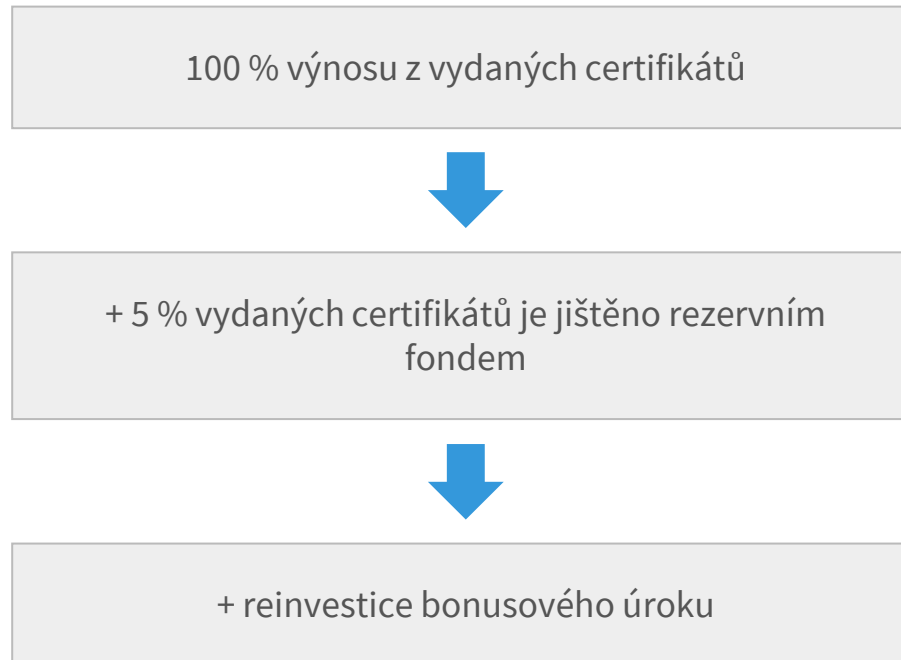 100 % výnosu z vydaných certifikátů
+ 5 % vydaných certifikátů je jištěno rezervním
fondem
+ reinvestice bonusového úroku